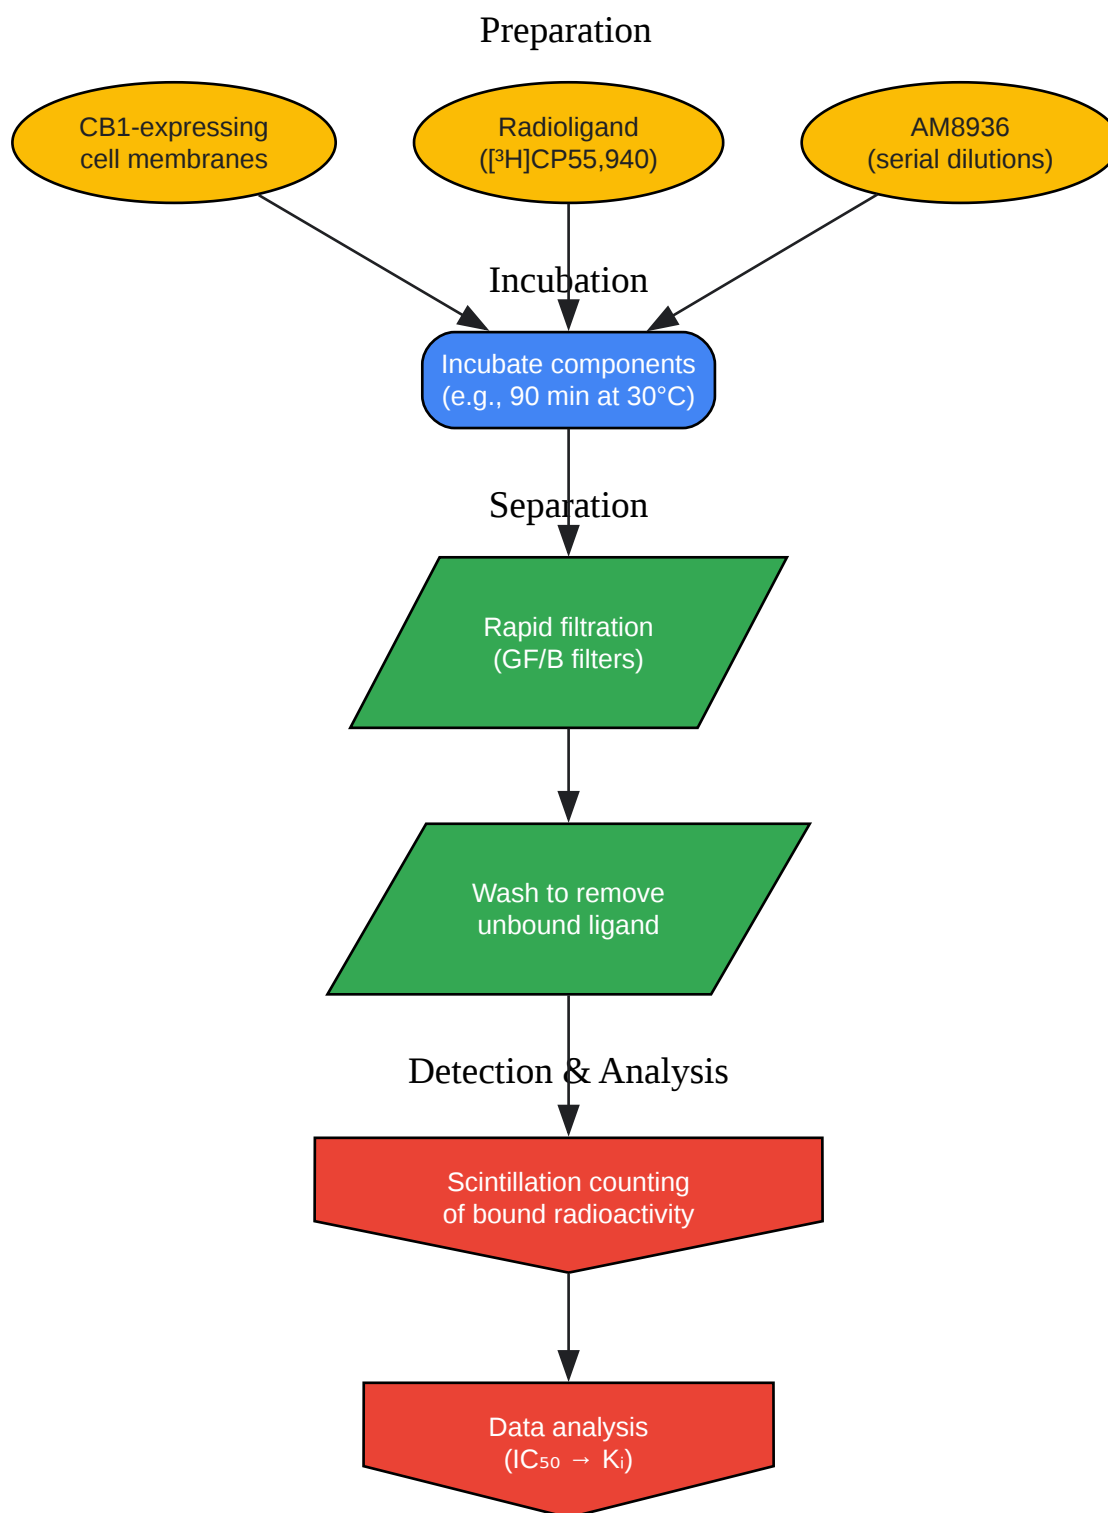 Preparation
CB1-expressing
cell membranes
Radioligand
([³H]CP55,940)
AM8936
(serial dilutions)
Incubation
Incubate components
(e.g., 90 min at 30°C)
Separation
Rapid filtration
(GF/B filters)
Wash to remove
unbound ligand
Detection & Analysis
Scintillation counting
of bound radioactivity
Data analysis
(IC₅₀ → Kᵢ)